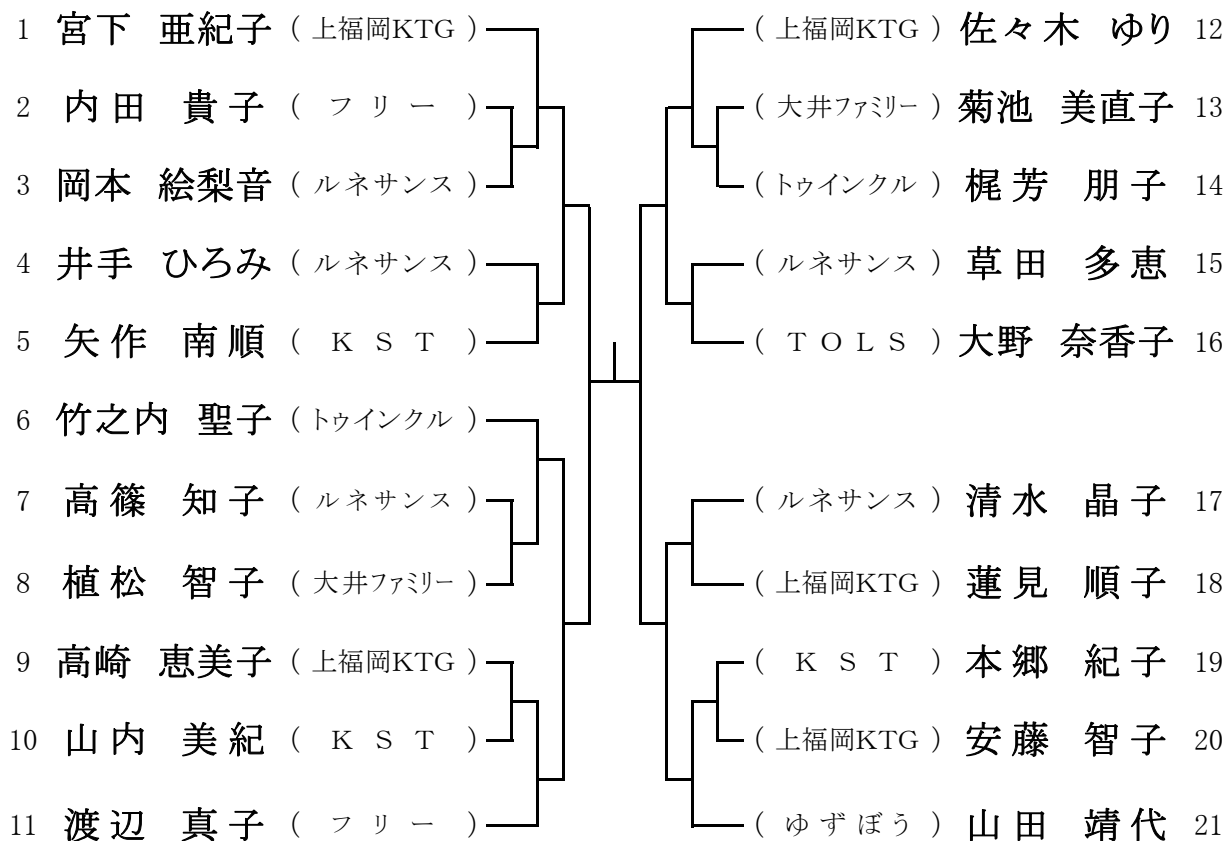 1 宮下 亜紀子 ( 上福岡KTG )
2 内田 貴子 ( フリー )
3 岡本 絵梨音 ( ルネサンス )
4 井手 ひろみ ( ルネサンス )
5 矢作 南順 ( KST )
6 竹之内 聖子 ( トゥインクル )
7 高篠 知子 ( ルネサンス )
8 植松 智子 ( 大井ファミリー )
9 高崎 恵美子 ( 上福岡KTG )
10 山内 美紀 ( KST )
11 渡辺 真子 ( フリー )
( 上福岡KTG ) 佐々木 ゆり 12
( 大井ファミリー ) 菊池 美直子 13
( トゥインクル ) 梶芳 朋子 14
( ルネサンス ) 草田 多恵 15
( TOLS ) 大野 奈香子 16
( ルネサンス ) 清水 晶子 17
( 上福岡KTG ) 蓮見 順子 18
( KST ) 本郷 紀子 19
( 上福岡KTG ) 安藤 智子 20
( ゆずぼう ) 山田 靖代 21